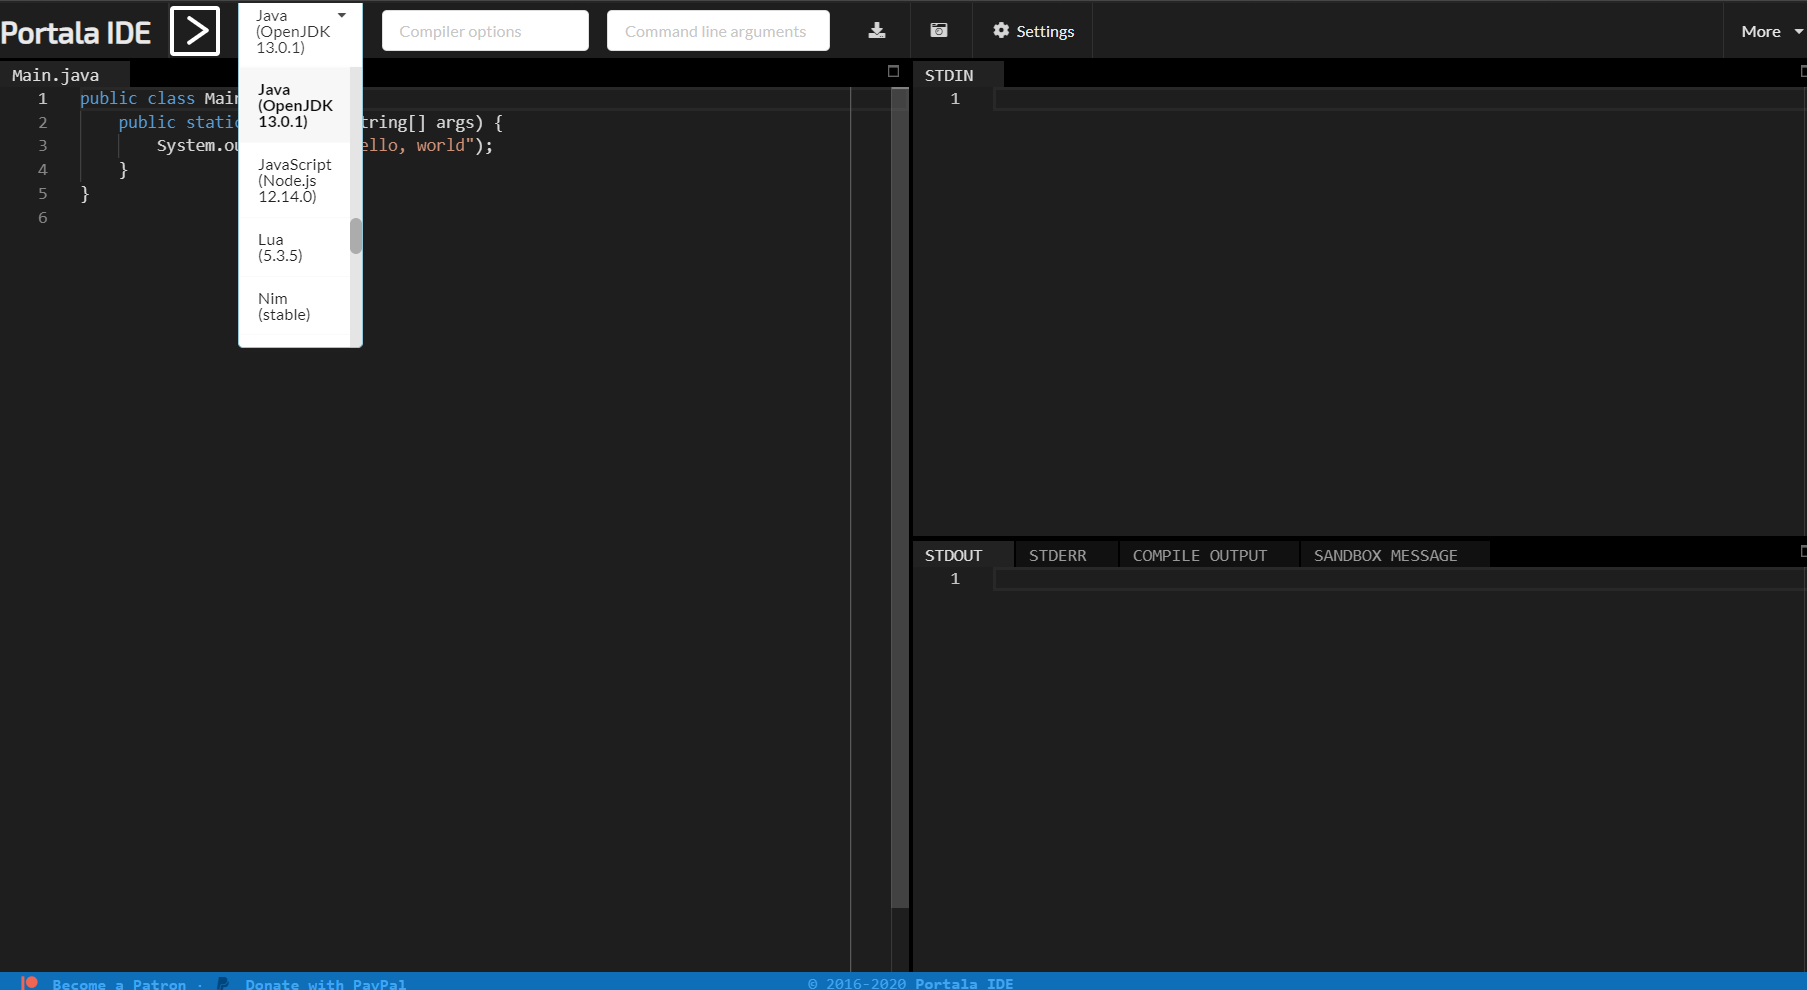 Portala IDE
Java
(OpenJDK
13.0.1)
Compiler options
Command line arguments
Settings
More
Java
(OpenJDK
13.0.1)
JavaScript
(Node.js
12.14.0)
Lua
(5.3.5)
Nim
(stable)
Main.java
1 public class Main
2 public static tring[] args) {
3 System.ou ello, world");
4 }
5 }
6
STDIN
1
STDOUT STDERR COMPILE OUTPUT SANDBOX MESSAGE
1
Become a Patron · Donate with PayPal
© 2016-2020 Portala IDE